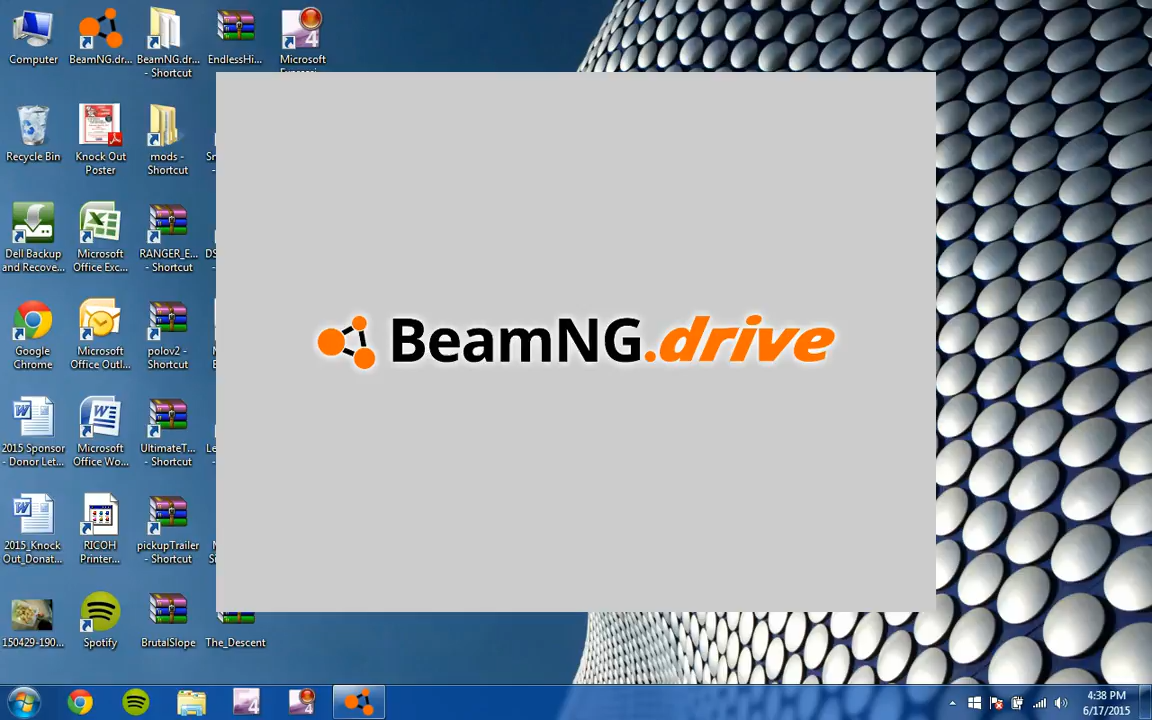 Computer
BeamNG.dr...
BeamNG.dr...
- Shortcut
EndlessHi...
Microsoft
Recycle Bin
Knock Out
Poster
mods -
Shortcut
Dell Backup
and Recove...
Microsoft
Office Exc...
RANGER_E...
- Shortcut
Google
Chrome
Microsoft
Office Outl...
polov2 -
Shortcut
2015 Sponsor
- Donor Let...
Microsoft
Office Wo...
UltimateT...
- Shortcut
2015_Knock
Out_Donat...
RICOH
Printer...
pickupTrailer
- Shortcut
150429-190...
Spotify
BrutalSlope
The_Descent
BeamNG.drive
4:38 PM
6/17/2015